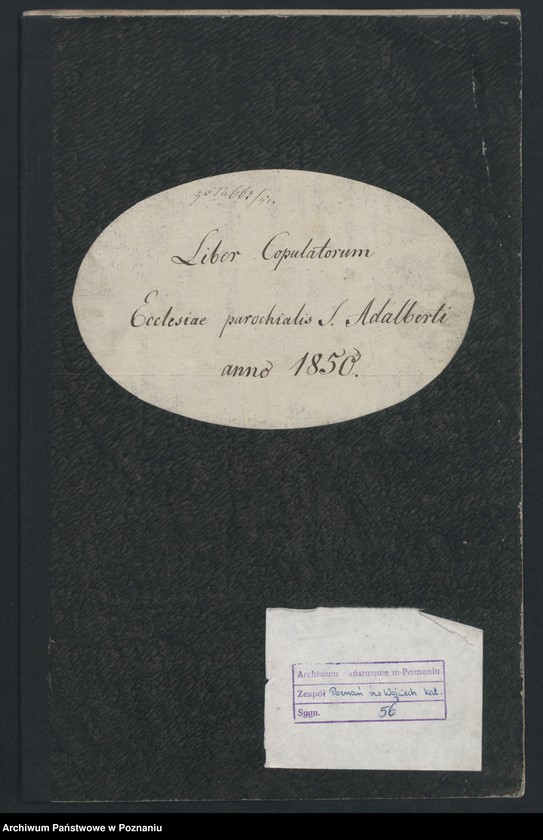 Liber Copulatorum
Ecclesiae parochialis S. Adalberti
anno 1850.
Archiwum Państwowe w Poznaniu
Zespół Poznań św Wojciech kat.
Sygn. 56
Archiwum Państwowe w Poznaniu